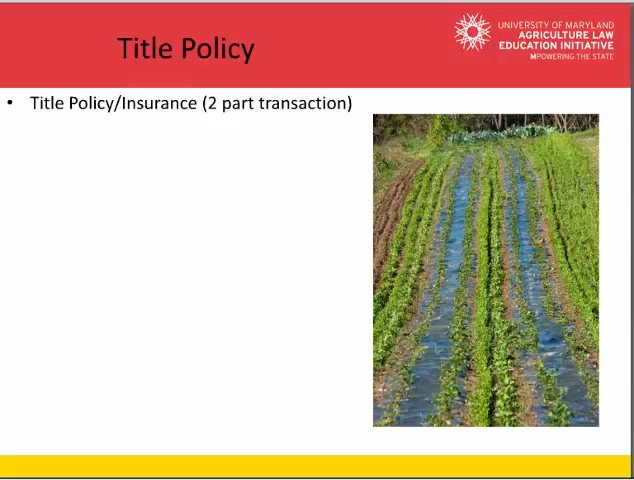 Title Policy
UNIVERSITY OF MARYLAND
AGRICULTURE LAW
EDUCATION INITIATIVE
MPOWERING THE STATE
• Title Policy/Insurance (2 part transaction)